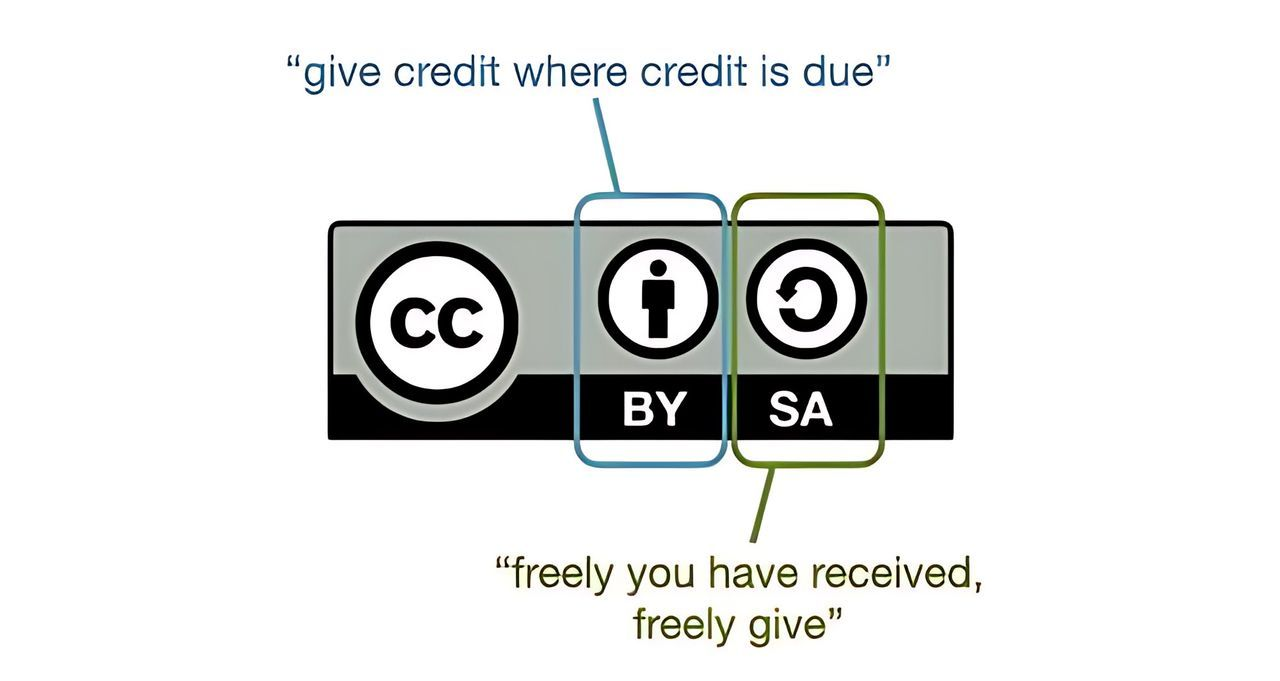 “give credit where credit is due”
cc
BY SA
“freely you have received,
freely give”